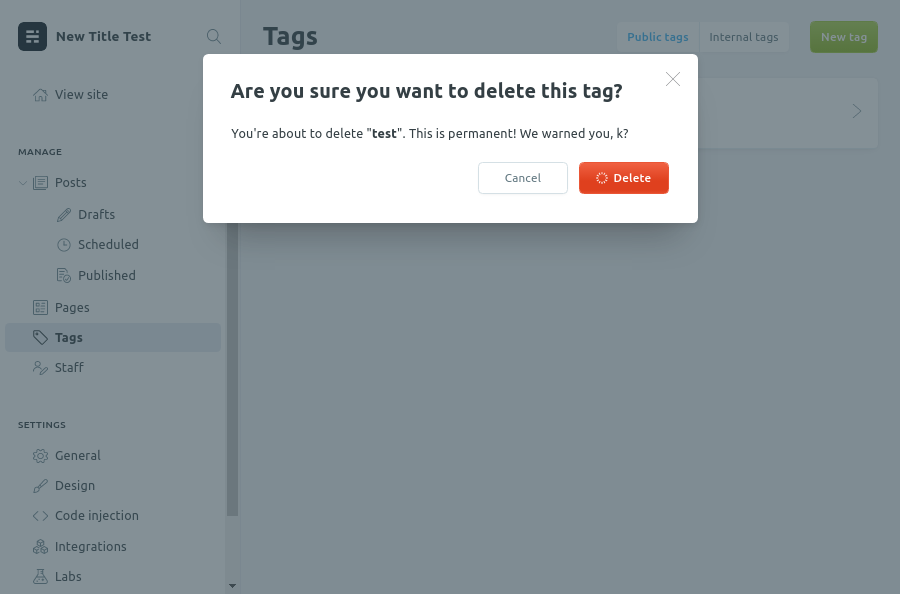 New Title Test
View site
MANAGE
Posts
Drafts
Scheduled
Published
Pages
Tags
Staff
SETTINGS
General
Design
Code injection
Integrations
Labs
Tags
Public tags
Internal tags
New tag
Are you sure you want to delete this tag?
You're about to delete "test". This is permanent! We warned you, k?
Cancel
Delete